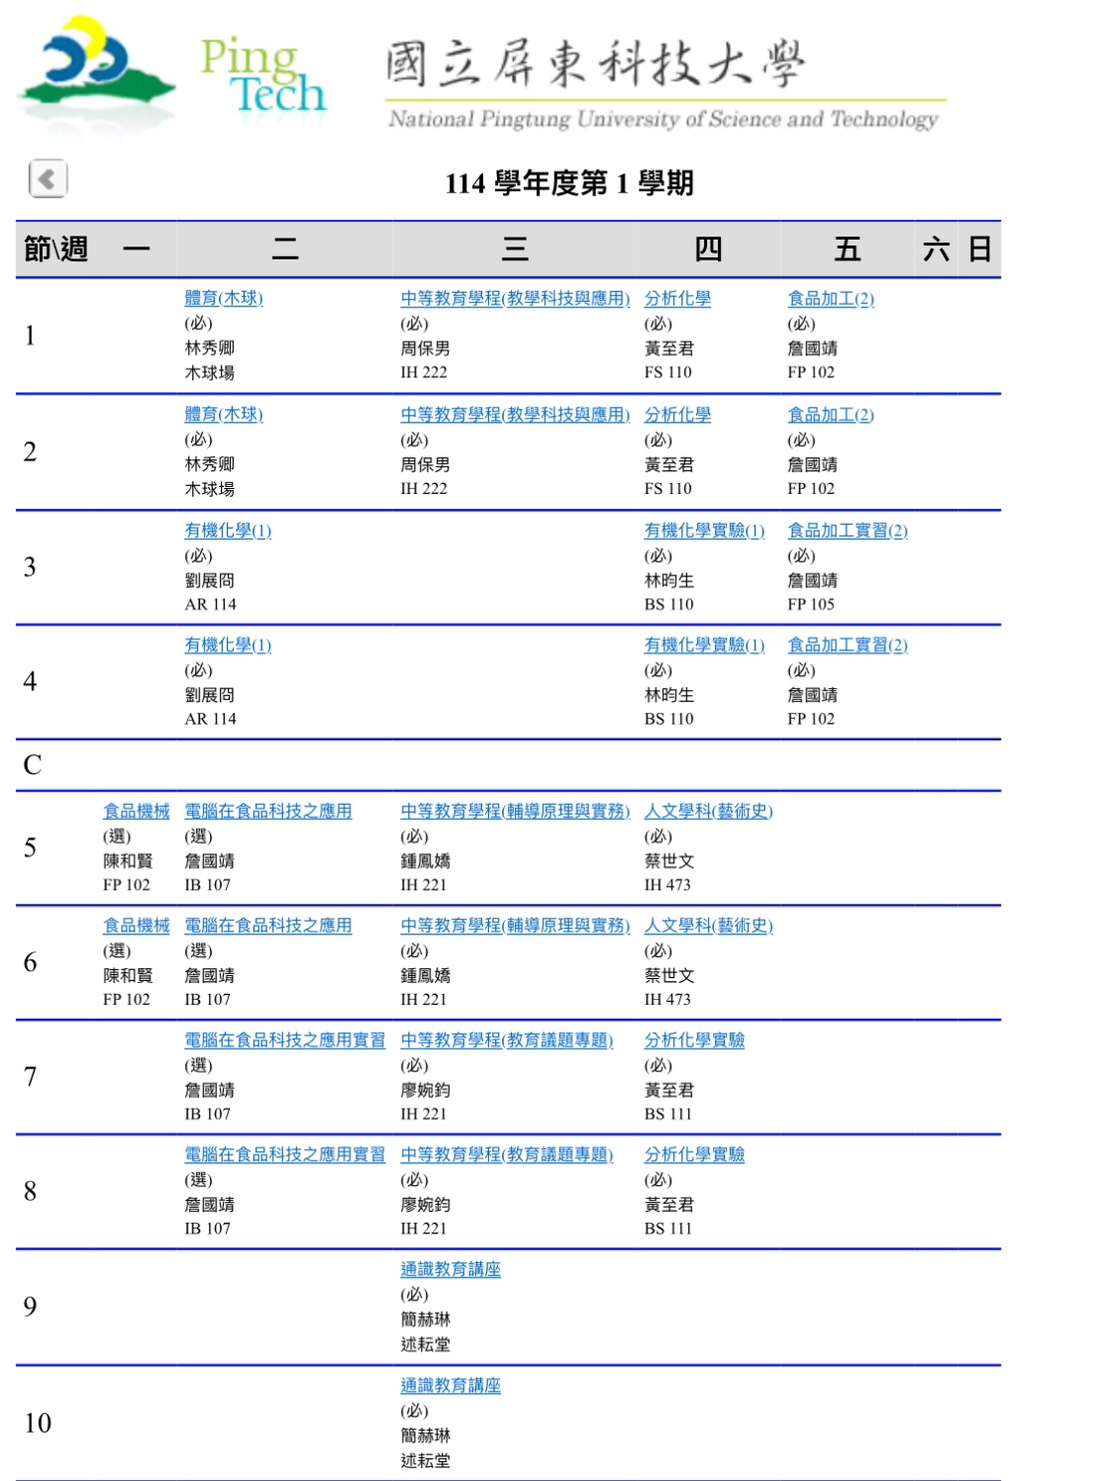 Ping
Tech
國立屏東科技大學
National Pingtung University of Science and Technology
114 學年度第 1 學期
節\週 一 二 三 四 五 六 日
1
體育(木球)
(必)
林秀卿
木球場
中等教育學程(教學科技與應用)
(必)
周保男
IH 222
分析化學
(必)
黃至君
FS 110
食品加工(2)
(必)
詹國靖
FP 102
2
體育(木球)
(必)
林秀卿
木球場
中等教育學程(教學科技與應用)
(必)
周保男
IH 222
分析化學
(必)
黃至君
FS 110
食品加工(2)
(必)
詹國靖
FP 102
3
有機化學(1)
(必)
劉展冏
AR 114
有機化學實驗(1)
(必)
林昀生
BS 110
食品加工實習(2)
(必)
詹國靖
FP 105
4
有機化學(1)
(必)
劉展冏
AR 114
有機化學實驗(1)
(必)
林昀生
BS 110
食品加工實習(2)
(必)
詹國靖
FP 102
C
5
食品機械
(選)
陳和賢
FP 102
電腦在食品科技之應用
(選)
詹國靖
IB 107
中等教育學程(輔導原理與實務)
(必)
鍾鳳嬌
IH 221
人文學科(藝術史)
(必)
蔡世文
IH 473
6
食品機械
(選)
陳和賢
FP 102
電腦在食品科技之應用
(選)
詹國靖
IB 107
中等教育學程(輔導原理與實務)
(必)
鍾鳳嬌
IH 221
人文學科(藝術史)
(必)
蔡世文
IH 473
7
電腦在食品科技之應用實習
(選)
詹國靖
IB 107
中等教育學程(教育議題專題)
(必)
廖婉鈞
IH 221
分析化學實驗
(必)
黃至君
BS 111
8
電腦在食品科技之應用實習
(選)
詹國靖
IB 107
中等教育學程(教育議題專題)
(必)
廖婉鈞
IH 221
分析化學實驗
(必)
黃至君
BS 111
9
通識教育講座
(必)
簡赫琳
述耘堂
10
通識教育講座
(必)
簡赫琳
述耘堂